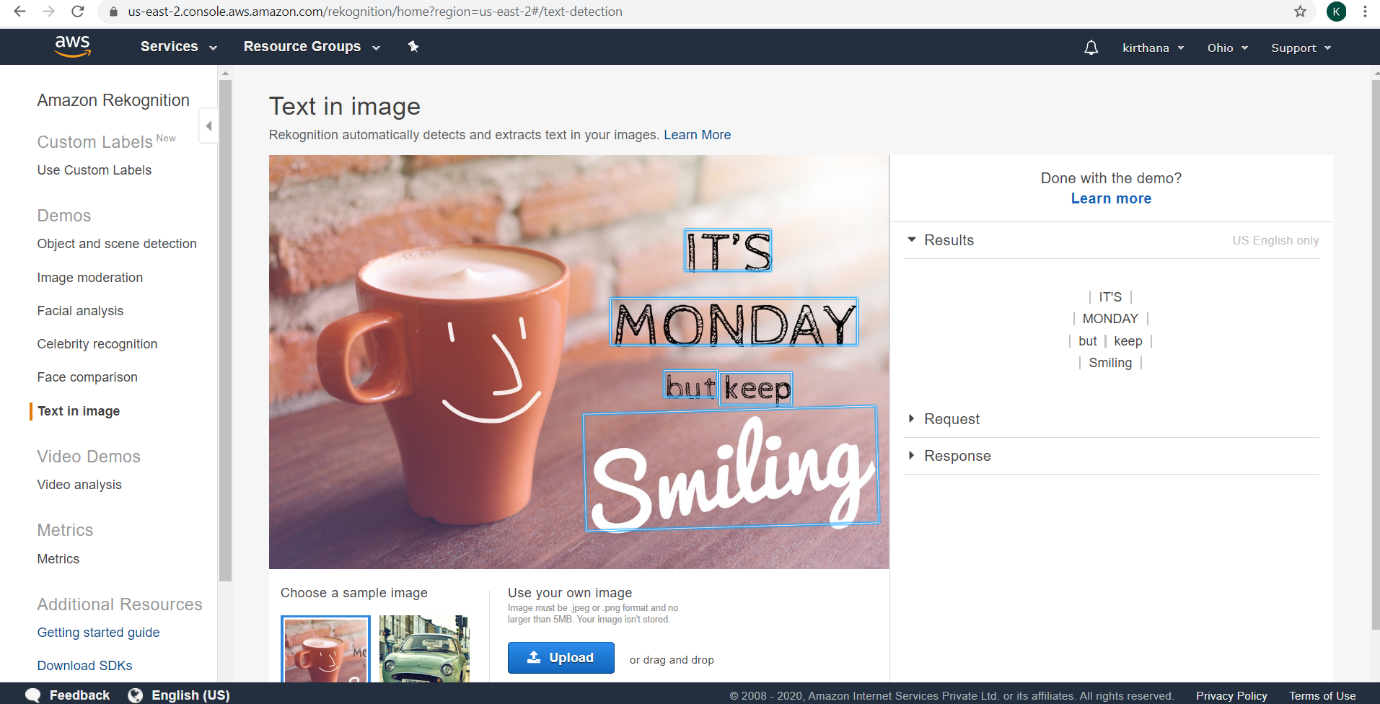 us-east-2.console.aws.amazon.com/rekognition/home?region=us-east-2#/text-detection
K
aws
Services
Resource Groups
kirthana
Ohio
Support
Amazon Rekognition
Custom Labels New
Use Custom Labels
Demos
Object and scene detection
Image moderation
Facial analysis
Celebrity recognition
Face comparison
Text in image
Video Demos
Video analysis
Metrics
Metrics
Additional Resources
Getting started guide
Download SDKs
Text in image
Rekognition automatically detects and extracts text in your images. Learn More
IT'S
MONDAY
but keep
Smiling
Choose a sample image
Use your own image
Image must be .jpeg or .png format and no
larger than 5MB. Your image isn't stored.
Upload
or drag and drop
Done with the demo?
Learn more
Results
US English only
| IT'S |
| MONDAY |
| but || keep |
| Smiling |
Request
Response
Feedback
English (US)
© 2008 - 2020, Amazon Internet Services Private Ltd. or its affiliates. All rights reserved.
Privacy Policy
Terms of Use